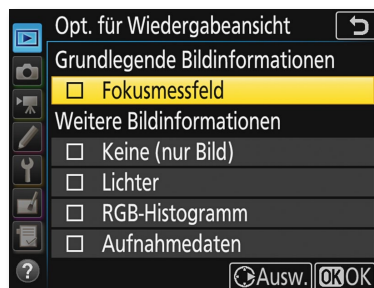 Opt. für Wiedergabeansicht
Grundlegende Bildinformationen
Fokusmessfeld
Weitere Bildinformationen
Keine (nur Bild)
Lichter
RGB-Histogramm
Aufnahmedaten
?
Ausw. OK OK